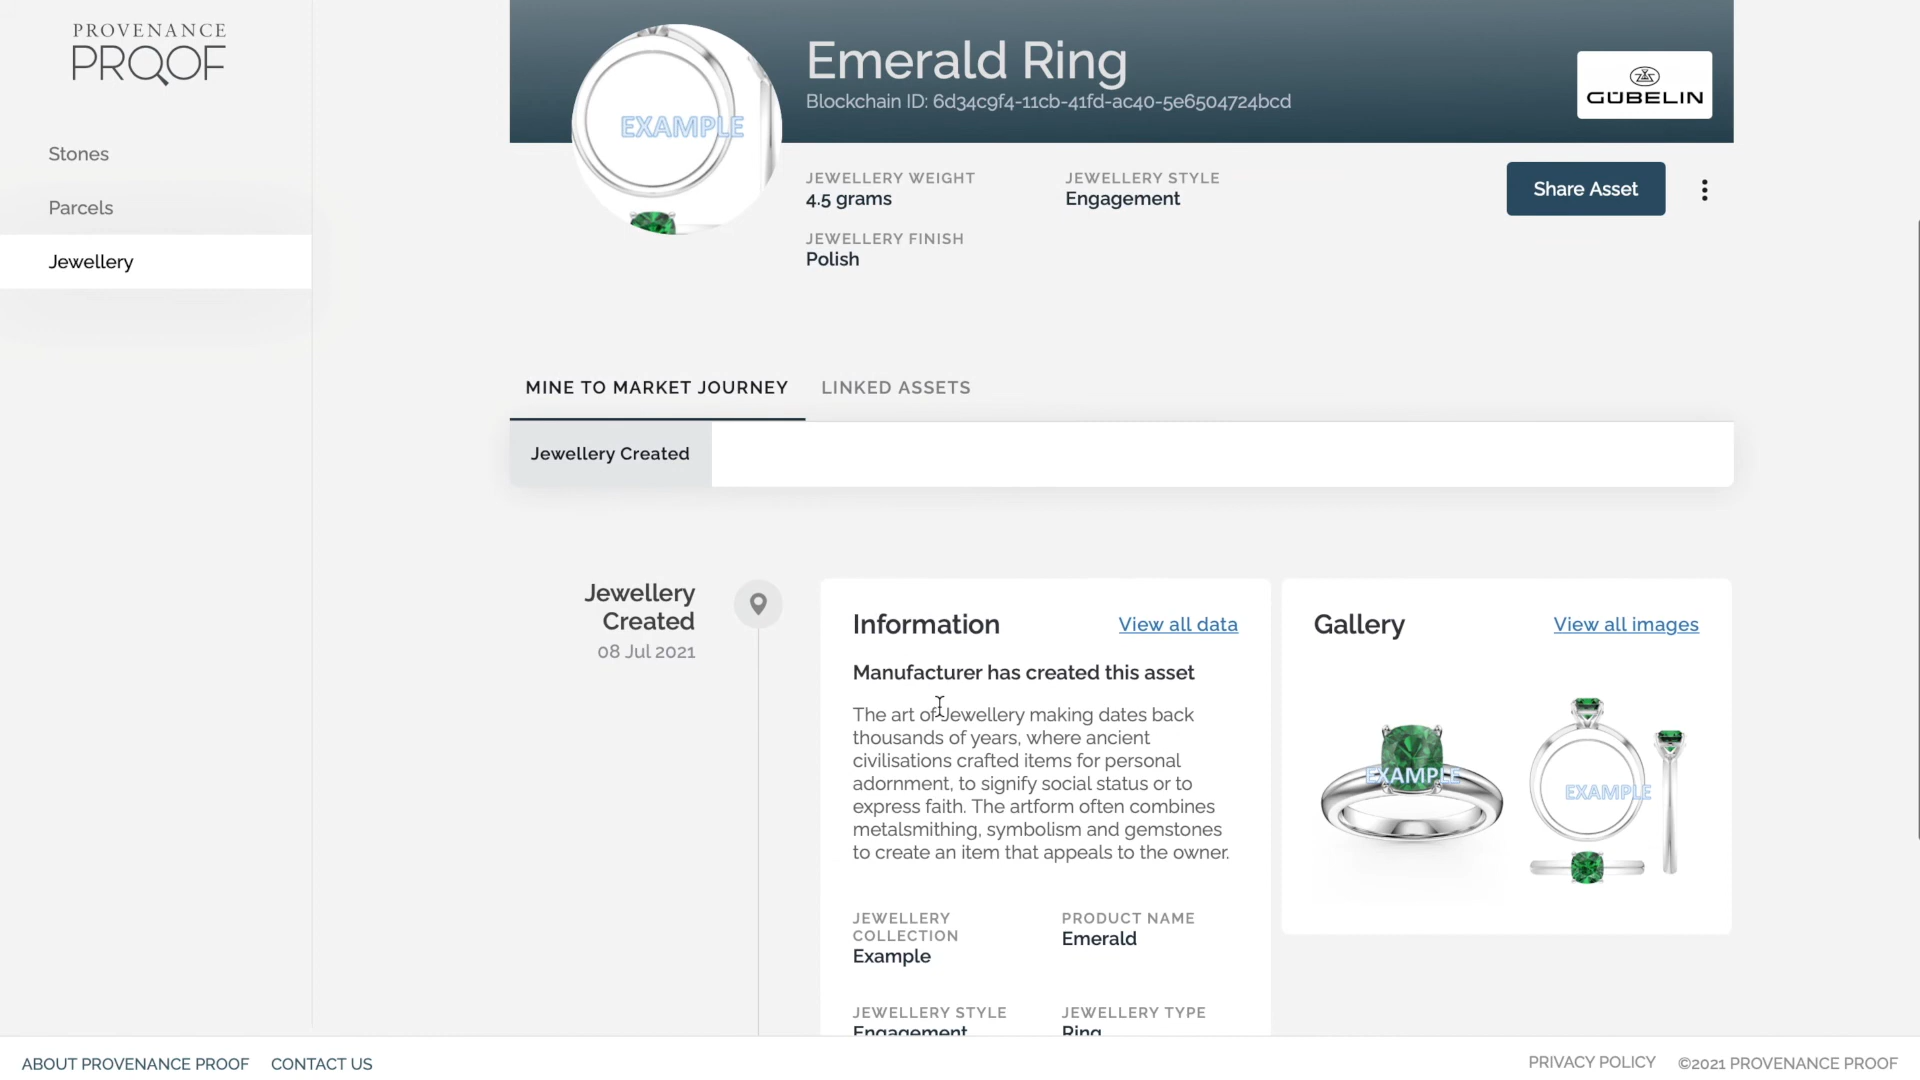 PROVENANCE
PROOF
Stones
Parcels
Jewellery
EXAMPLE
Emerald Ring
Blockchain ID: 6d34c9f4-11cb-41fd-ac40-5e6504724bcd
GÜBELIN
JEWELLERY WEIGHT
4.5 grams
JEWELLERY STYLE
Engagement
JEWELLERY FINISH
Polish
Share Asset
MINE TO MARKET JOURNEY
LINKED ASSETS
Jewellery Created
Jewellery
Created
08 Jul 2021
Information
View all data
Manufacturer has created this asset
The art of Jewellery making dates back
thousands of years, where ancient
civilisations crafted items for personal
adornment, to signify social status or to
express faith. The artform often combines
metalsmithing, symbolism and gemstones
to create an item that appeals to the owner.
JEWELLERY
COLLECTION
Example
PRODUCT NAME
Emerald
JEWELLERY STYLE
Engagement
JEWELLERY TYPE
Ring
Gallery
View all images
EXAMPLE
EXAMPLE
ABOUT PROVENANCE PROOF
CONTACT US
PRIVACY POLICY
©2021 PROVENANCE PROOF